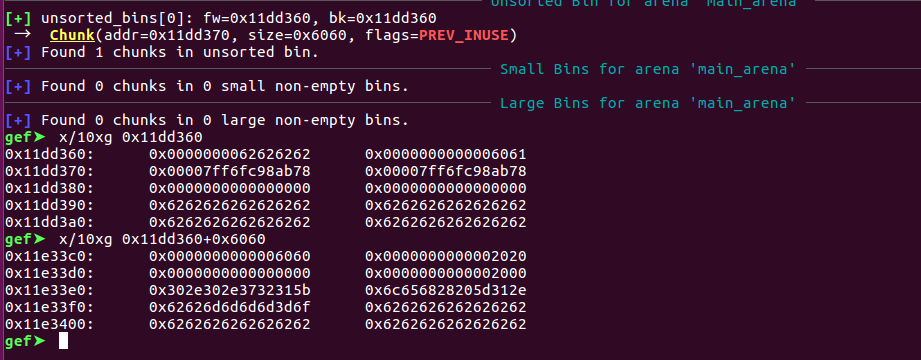 Unsorted Bin for arena 'main_arena'
[+] unsorted_bins[0]: fw=0x11dd360, bk=0x11dd360
→ Chunk(addr=0x11dd370, size=0x6060, flags=PREV_INUSE)
[+] Found 1 chunks in unsorted bin.
Small Bins for arena 'main_arena'
[+] Found 0 chunks in 0 small non-empty bins.
Large Bins for arena 'main_arena'
[+] Found 0 chunks in 0 large non-empty bins.
gef➤ x/10xg 0x11dd360
0x11dd360: 0x0000000062626262 0x0000000000006061
0x11dd370: 0x00007ff6fc98ab78 0x00007ff6fc98ab78
0x11dd380: 0x0000000000000000 0x0000000000000000
0x11dd390: 0x6262626262626262 0x6262626262626262
0x11dd3a0: 0x6262626262626262 0x6262626262626262
gef➤ x/10xg 0x11dd360+0x6060
0x11e33c0: 0x0000000000006060 0x0000000000002020
0x11e33d0: 0x0000000000000000 0x0000000000002000
0x11e33e0: 0x302e302e3732315b 0x6c656828205d312e
0x11e33f0: 0x62626d6d6d6d3d6f 0x6262626262626262
0x11e3400: 0x6262626262626262 0x6262626262626262
gef➤